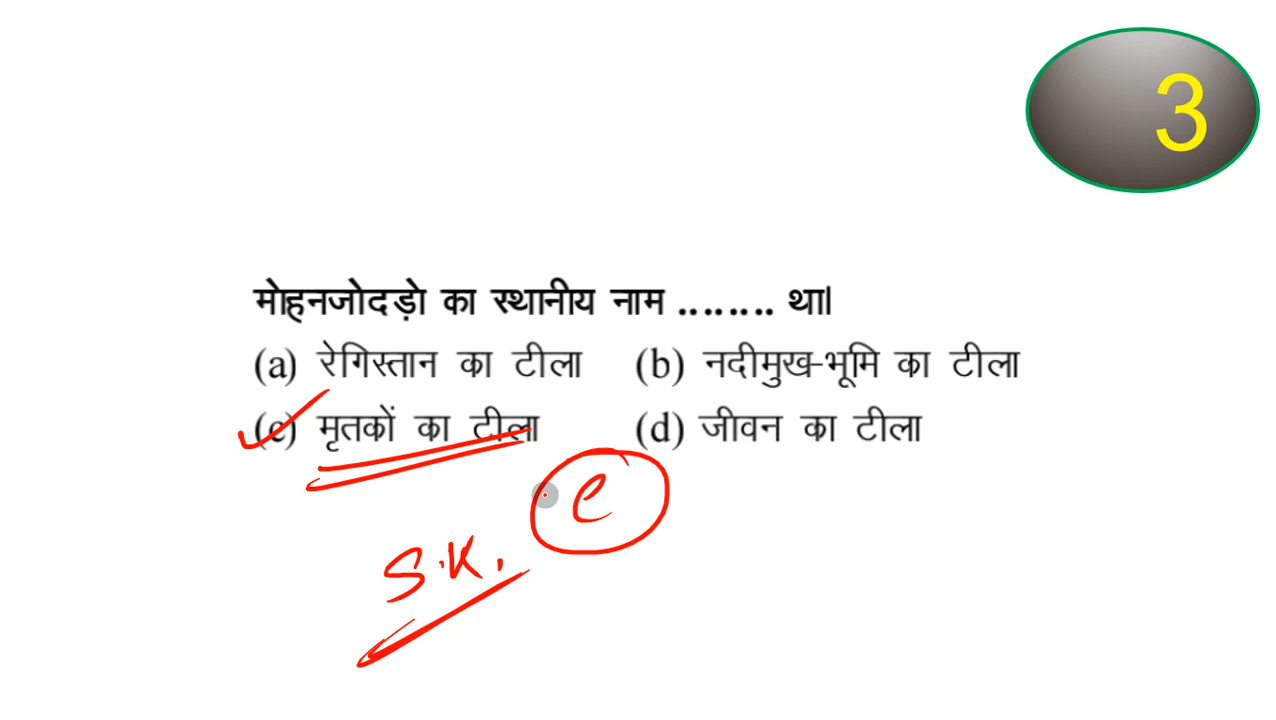 3
मोहनजोदड़ो का स्थानीय नाम ........ था।
(a) रेगिस्तान का टीला (b) नदीमुख-भूमि का टीला
(c) मृतकों का टीला (d) जीवन का टीला
C
S.K.